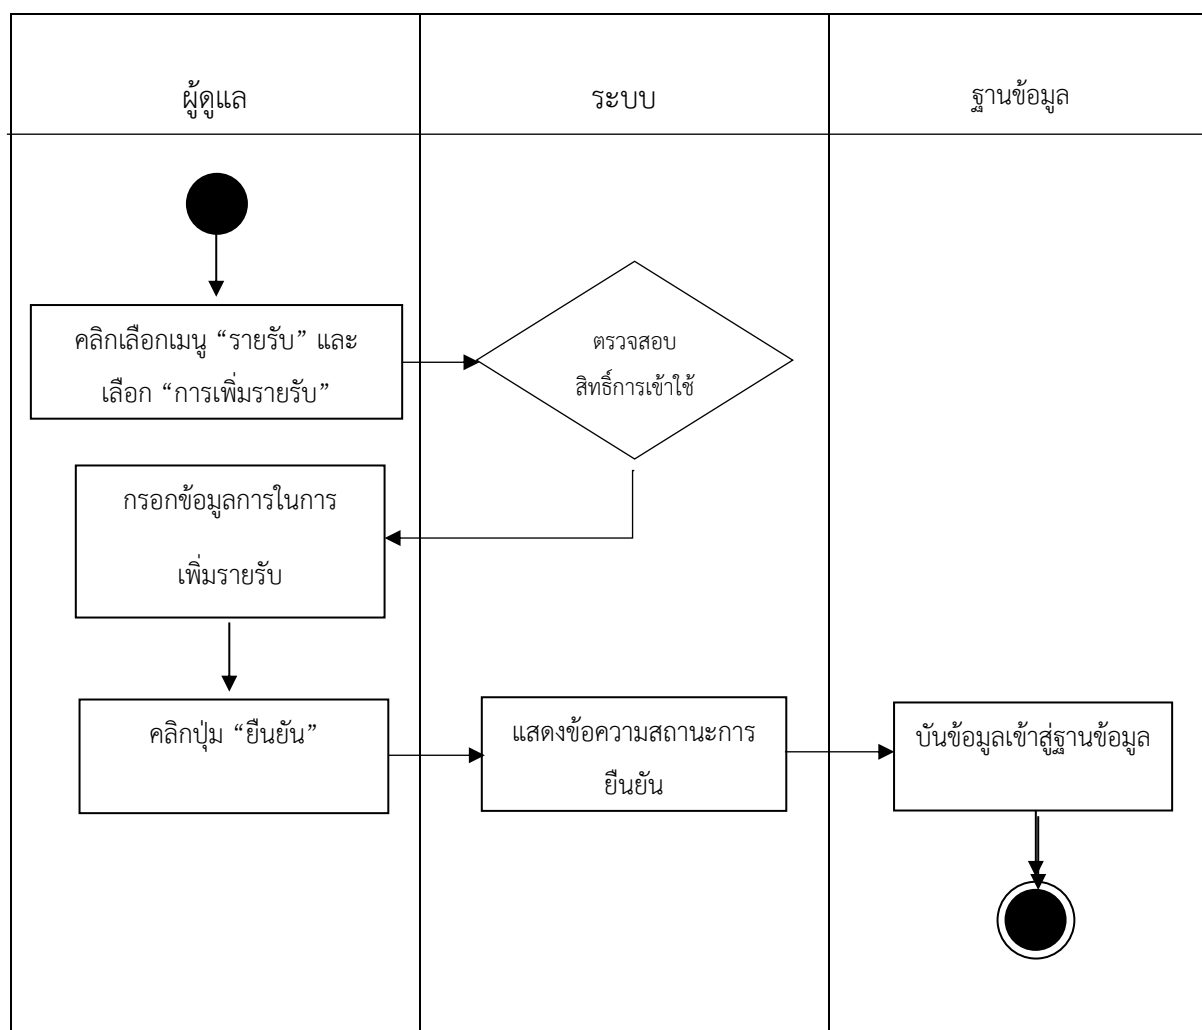 ผู้ดูแล
ระบบ
ฐานข้อมูล
คลิกเลือกเมนู “รายรับ” และ
เลือก “การเพิ่มรายรับ”
ตรวจสอบ
สิทธิ์การเข้าใช้
กรอกข้อมูลการในการ
เพิ่มรายรับ
คลิกปุ่ม “ยืนยัน”
แสดงข้อความสถานะการ
ยืนยัน
บันข้อมูลเข้าสู่ฐานข้อมูล